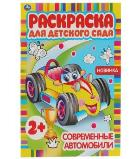 РАСКРАСКА
ДЛЯ ДЕТСКОГО САДА
НОВИНКА
2+
СОВРЕМЕННЫЕ
АВТОМОБИЛИ